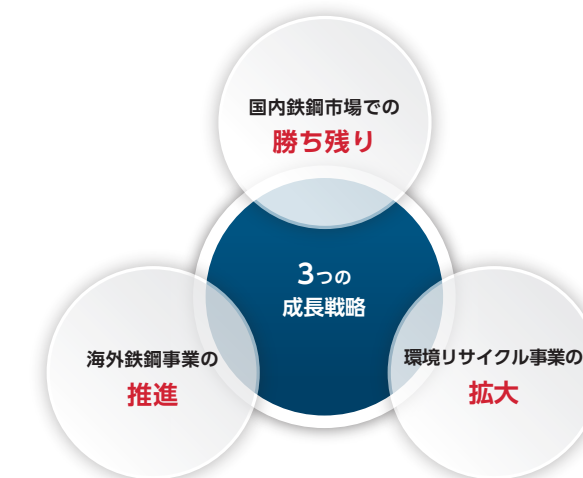 国内鉄鋼市場での
勝ち残り
3つの
成長戦略
海外鉄鋼事業の
推進
環境リサイクル事業の
拡大